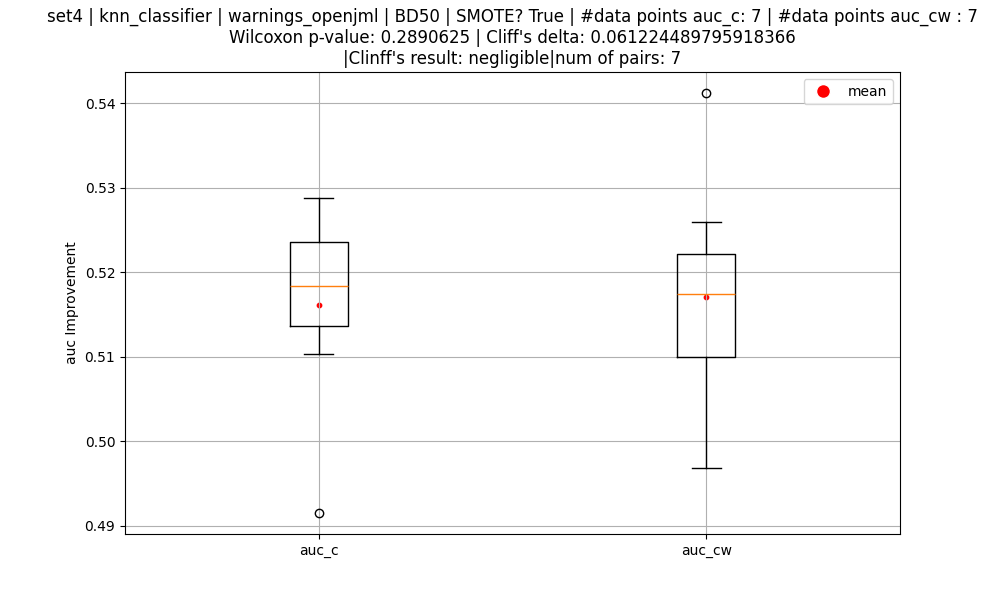 set4 | knn_classifier | warnings_openjml | BD50 | SMOTE? True | #data points auc_c: 7 | #data points auc_cw : 7
Wilcoxon p-value: 0.2890625 | Cliff's delta: 0.061224489795918366
|Clinff's result: negligible|num of pairs: 7
mean
0.54
0.53
0.52
0.51
0.50
0.49
auc Improvement
auc_c
auc_cw